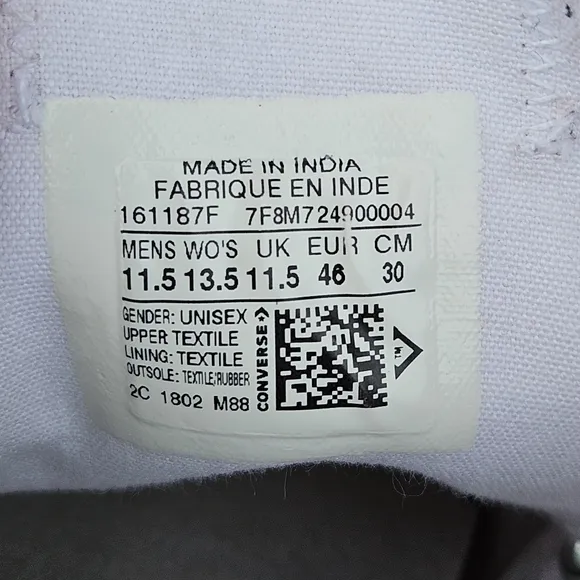 MADE IN INDIA
FABRIQUE EN INDE
161187F 7F8M724900004
MENS WO'S UK EUR CM
11.5 13.5 11.5 46 30
GENDER: UNISEX
UPPER TEXTILE
LINING: TEXTILE
OUTSOLE: TEXTILE/RUBBER
2C 1802 M88
CONVERSE
TM